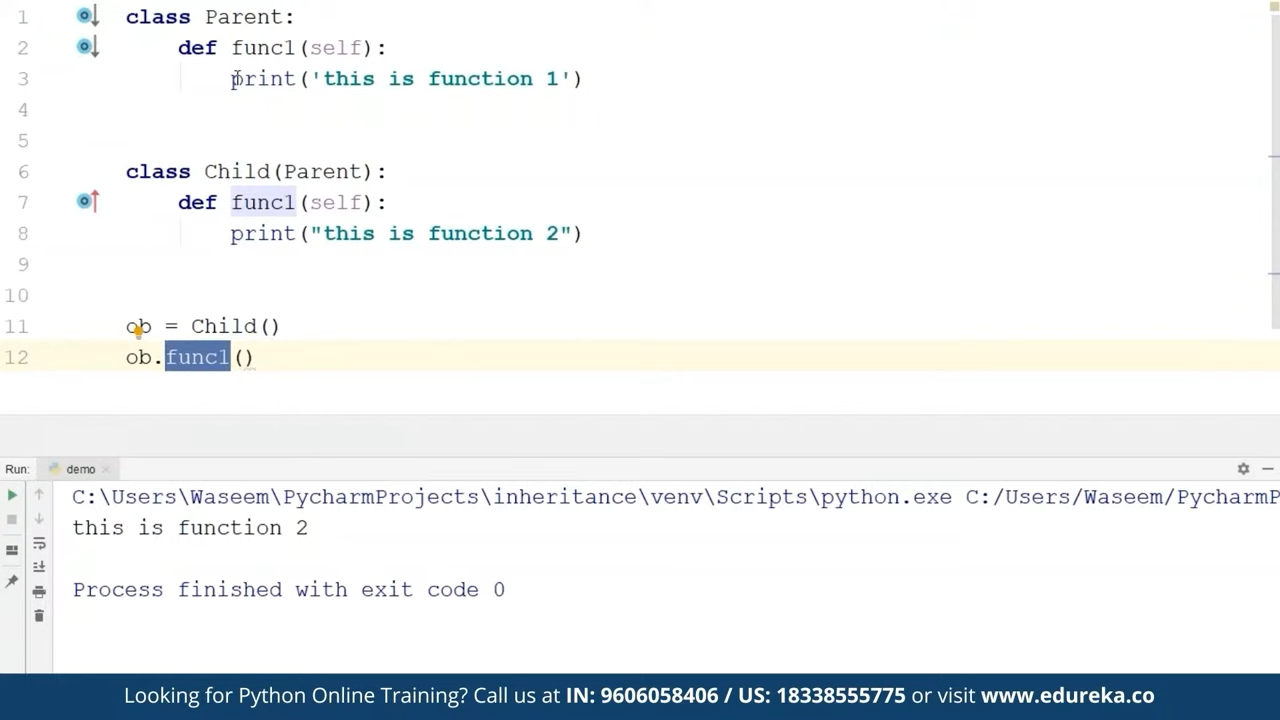 1 class Parent:
2 def func1(self):
3 print('this is function 1')
4
5
6 class Child(Parent):
7 def func1(self):
8 print("this is function 2")
9
10
11 ob = Child()
12 ob.func1()
Run: demo
C:\Users\Waseem\PycharmProjects\inheritance\venv\Scripts\python.exe C:/Users/Waseem/PycharmP
this is function 2
Process finished with exit code 0
Looking for Python Online Training? Call us at IN: 9606058406 / US: 18338555775 or visit www.edureka.co